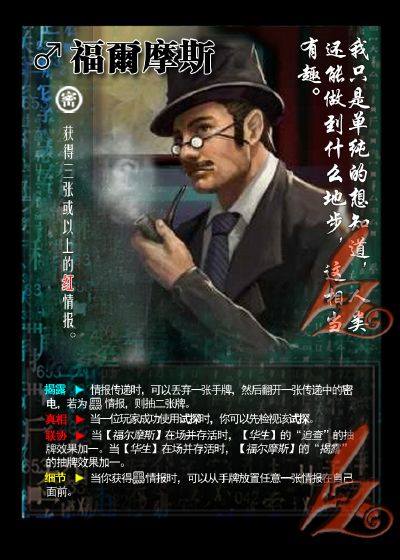 ♂福爾摩斯
密
获得三张或以上的红情报。
我只是单纯的想知道，人类
还能做到什么地步，这相当
有趣。
揭露 ▶ 情报传递时，可以丢弃一张手牌，然后翻开一张传递中的密
电，若为黑情报，则抽二张牌。
真相 ▶ 当一位玩家成功使用试探时，你可以先检视该试探。
联协 ▶ 当【福尔摩斯】在场并存活时，【华生】的“追查”的抽
牌效果加一。当【华生】在场并存活时，【福尔摩斯】的“揭露”
的抽牌效果加一。
细节 ▶ 当你获得黑情报时，可以从手牌放置任意一张情报在自己
面前。